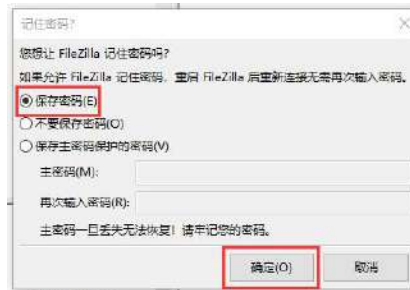 记住密码?
您想让 FileZilla 记住密码吗?
如果允许 FileZilla 记住密码，重启 FileZilla 后重新连接无需再次输入密码。
保存密码(E)
不要保存密码(O)
保存主密码保护的密码(V)
主密码(M):
再次输入密码(R):
主密码一旦丢失无法恢复！请牢记您的密码。
确定(O) 取消